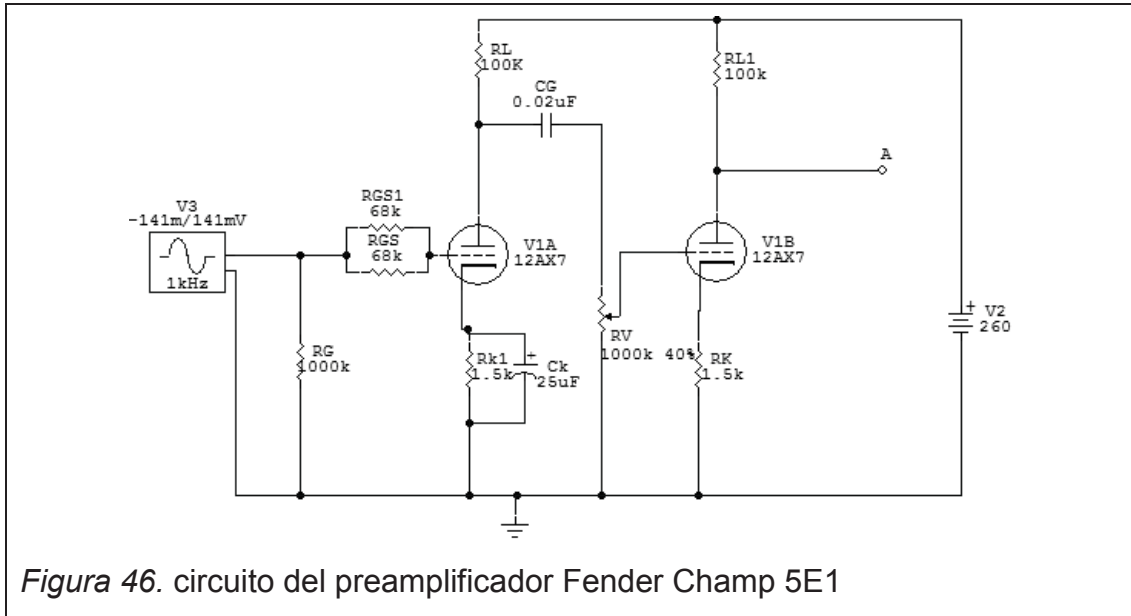 RL
100K
RL1
100k
CG
0.02uF
A
V3
-141m/141mV
1kHz
RGS1
68k
RGS
68k
V1A
12AX7
V1B
12AX7
+ V2
260
RG
1000k
Rk1
1.5k
+
Ck
25uF
RV
1000k 40%
RK
1.5k
Figura 46. circuito del preamplificador Fender Champ 5E1